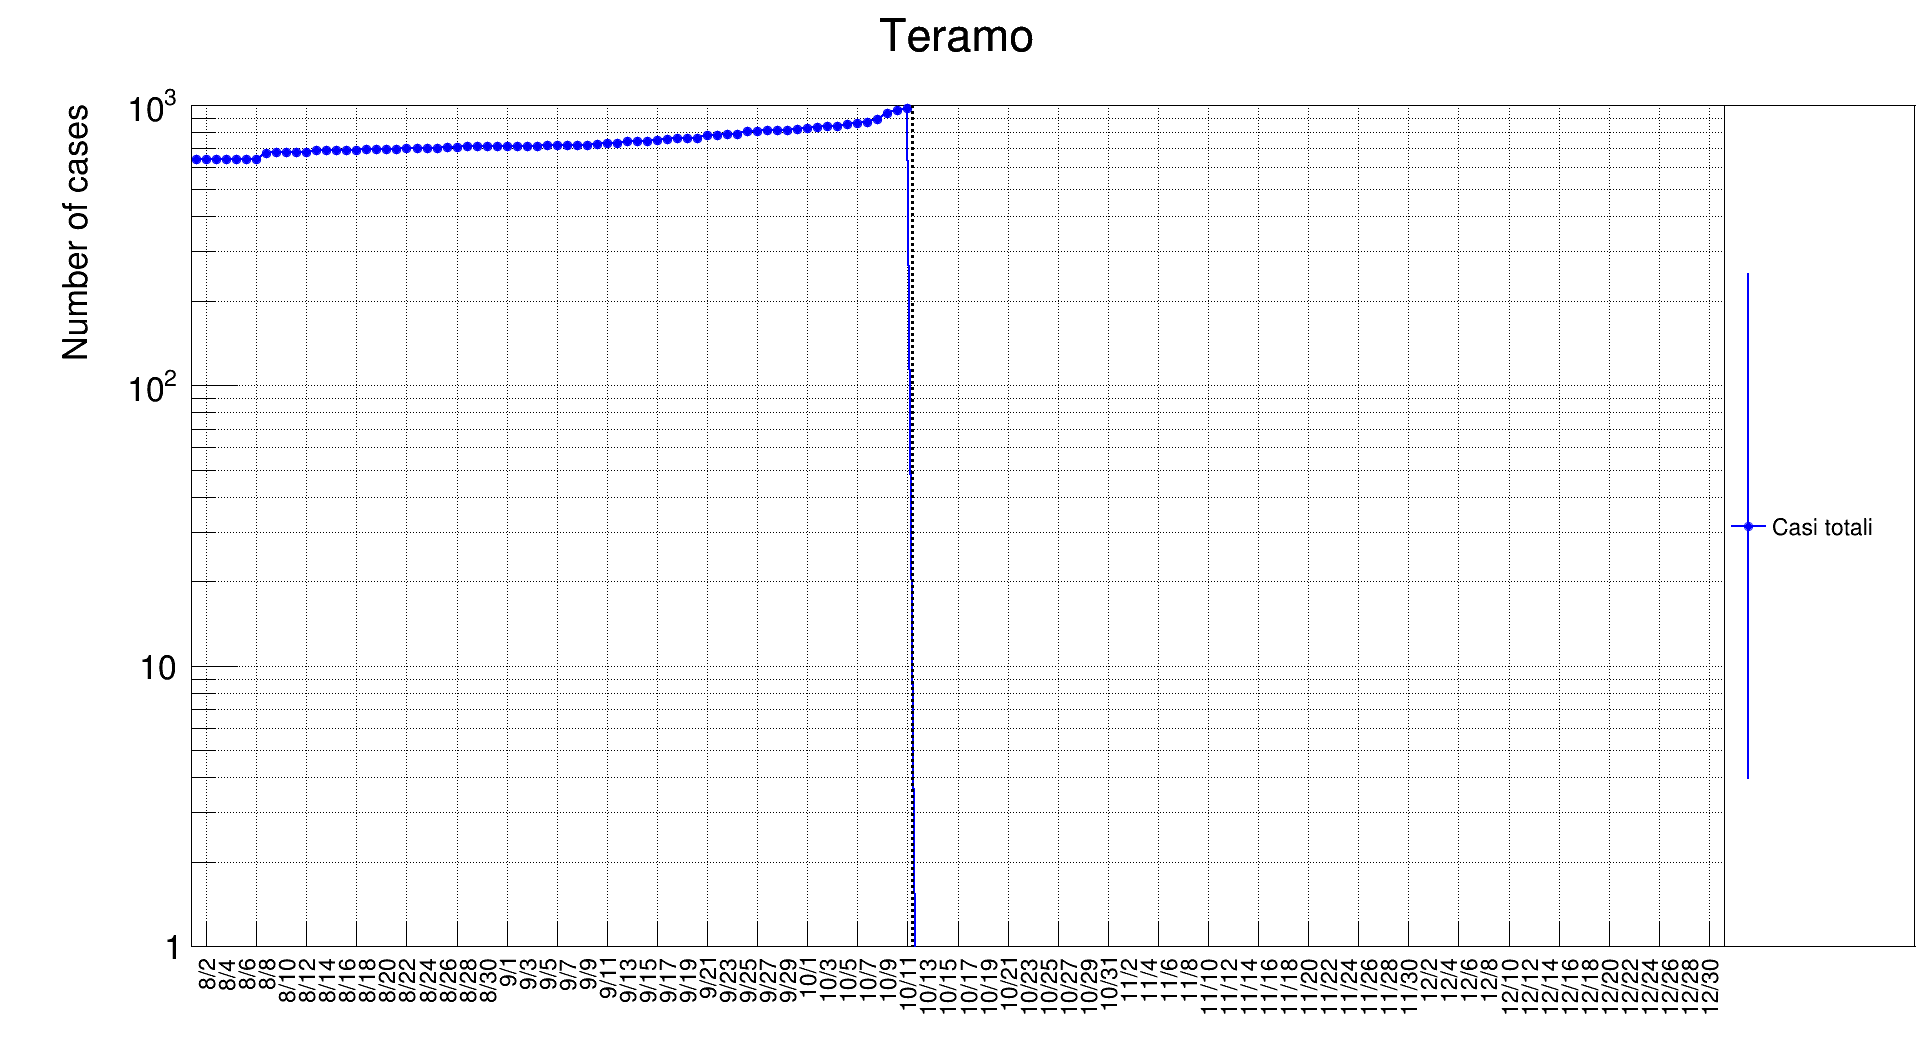 Teramo
Number of cases
10³
10²
10
1
8/2 8/4 8/6 8/8 8/10 8/12 8/14 8/16 8/18 8/20 8/22 8/24 8/26 8/28 8/30 9/1 9/3 9/5 9/7 9/9 9/11 9/13 9/15 9/17 9/19 9/21 9/23 9/25 9/27 9/29 10/1 10/3 10/5 10/7 10/9 10/11 10/13 10/15 10/17 10/19 10/21 10/23 10/25 10/27 10/29 10/31 11/2 11/4 11/6 11/8 11/10 11/12 11/14 11/16 11/18 11/20 11/22 11/24 11/26 11/28 11/30 12/2 12/4 12/6 12/8 12/10 12/12 12/14 12/16 12/18 12/20 12/22 12/24 12/26 12/28 12/30
Casi totali